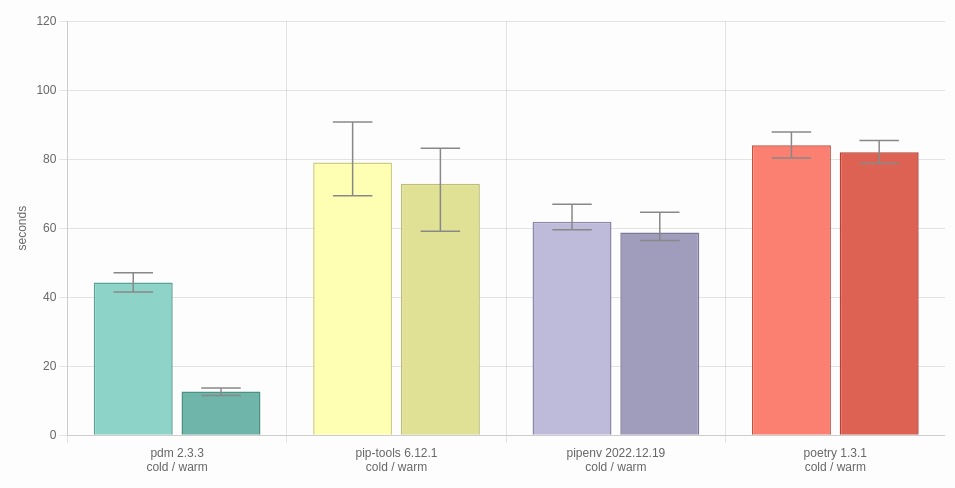 120
100
80
60
40
20
0
seconds
pdm 2.3.3
cold / warm
pip-tools 6.12.1
cold / warm
pipenv 2022.12.19
cold / warm
poetry 1.3.1
cold / warm